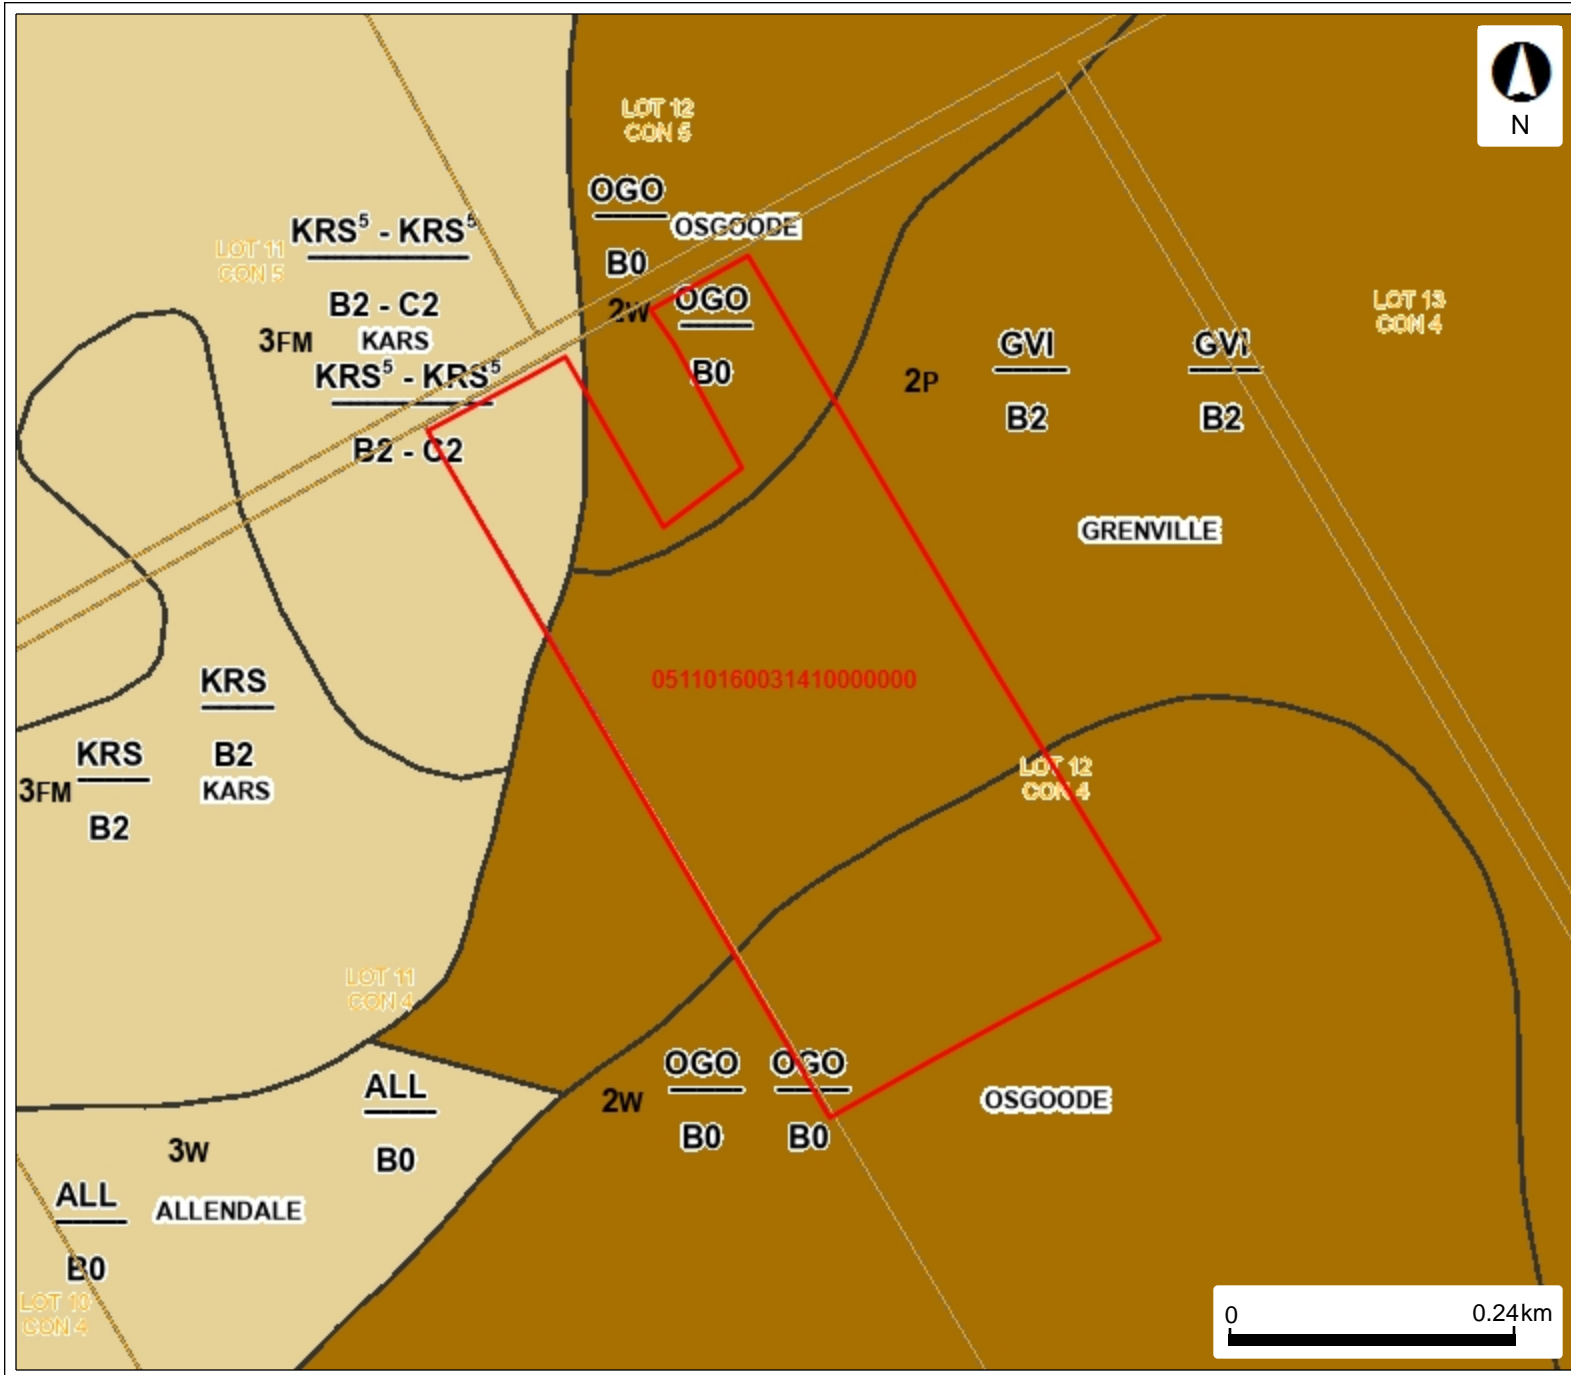 N
LOT 12
CON 5
OGO
OSGOODE
B0
KRS⁵ - KRS⁵
LOT 11
CON 5
B2 - C2
3FM
KARS
KRS⁵ - KRS⁵
B2 - C2
2W
OGO
B0
2P
GVI
B2
GVI
B2
LOT 13
CON 4
GRENVILLE
05110160031410000000
KRS
B2
KARS
KRS
3FM
B2
LOT 12
CON 4
LOT 11
CON 4
ALL
B0
3W
ALL
ALLENDALE
B0
LOT 10
CON 4
OGO
OGO
2W
B0
B0
OSGOODE
0
0.24km